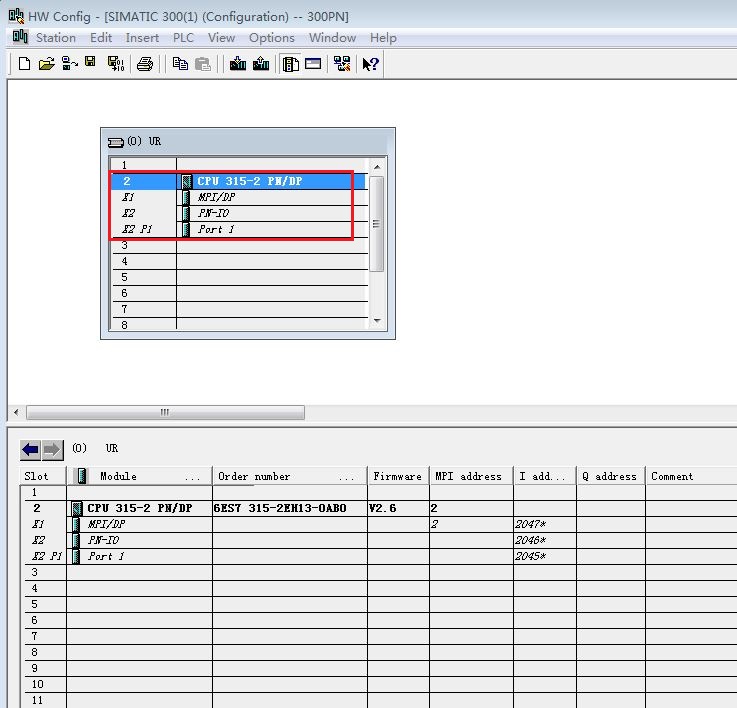 HW Config - [SIMATIC 300(1) (Configuration) -- 300PN]
Station Edit Insert PLC View Options Window Help
(0) UR
1
2 CPU 315-2 PN/DP
X1 MPI/DP
X2 PN-IO
X2 P1 Port 1
3
4
5
6
7
8
(0) UR
Slot Module ... Order number ... Firmware MPI address I add... Q address Comment
1
2 CPU 315-2 PN/DP 6ES7 315-2EH13-0AB0 V2.6 2
X1 MPI/DP 2 2047*
X2 PN-IO 2046*
X2 P1 Port 1 2045*
3
4
5
6
7
8
9
10
11